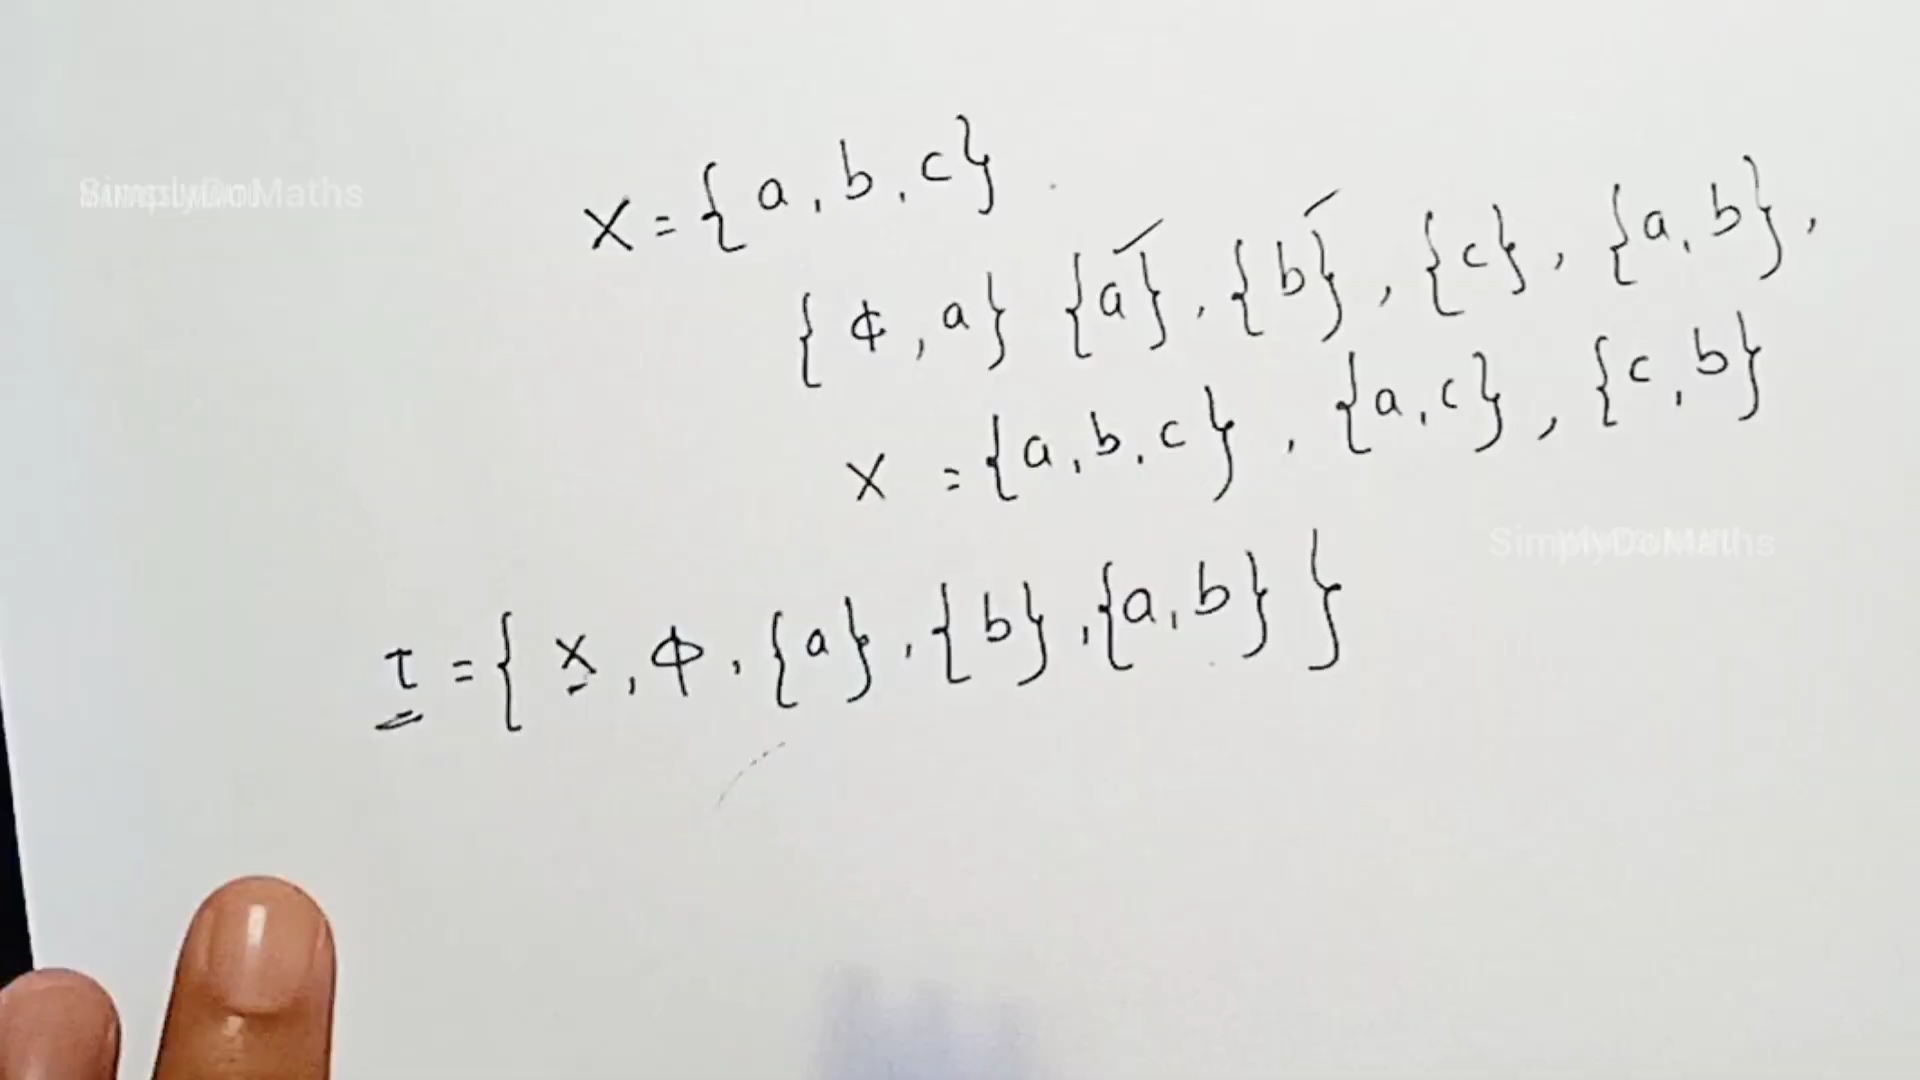 X = {a, b, c}
{ϕ, a} {a}, {b}, {c}, {a, b},
X = {a, b, c}, {a, c}, {c, b}
τ = { X, ϕ, {a}, {b}, {a, b} }
SimplyDoMaths
SimplyDoMaths